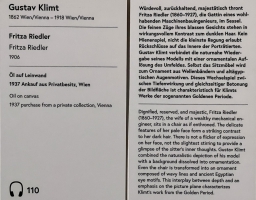 Gustav Klimt
1862 Wien/Vienna – 1918 Wien/Vienna
Fritza Riedler
Fritza Riedler
1906
Öl auf Leinwand
1937 Ankauf aus Privatbesitz, Wien
Oil on canvas
1937 purchase from a private collection, Vienna
110
Würdevoll, zurückhaltend, majestätisch thront
Fritza Riedler (1860–1927), die Gattin eines wohl-
habenden Maschinenbauingenieurs, im Sessel.
Die feinen Züge ihres blassen Gesichts stehen in
wirkungsvollem Kontrast zum dunklen Haar. Kein
Mienenspiel, nicht die kleinste Regung erlaubt
Rückschlüsse auf das Innere der Porträtierten.
Gustav Klimt verbindet die naturnahe Wieder-
gabe seines Modells mit einer ornamentalen Auf-
fassung des Umfeldes. Selbst das Sitzmöbel wird
zum Ornament aus Wellenbändern und altägyp-
tischen Augenmotiven. Dieses Wechselspiel zwi-
schen Tiefenwirkung und gleichzeitiger Betonung
der Bildfläche ist charakteristisch für Klimts
Werke der sogenannten Goldenen Periode.
Dignified, reserved, and majestic, Fritza Riedler
(1860–1927), the wife of a wealthy mechanical en-
gineer, sits in a chair as if enthroned. The delicate
features of her pale face form a striking contrast
to her dark hair. There is not a flicker of expression
on her face, not the slightest stirring to provide a
glimpse of the sitter's inner thoughts. Gustav Klimt
combined the naturalistic depiction of his model
with a background dissolved into ornamentation.
Even the chair is transformed into an ornament
composed of wavy lines and ancient Egyptian
eye motifs. This interplay between depth and an
emphasis on the picture plane characterizes
Klimt's work from the Golden Period.